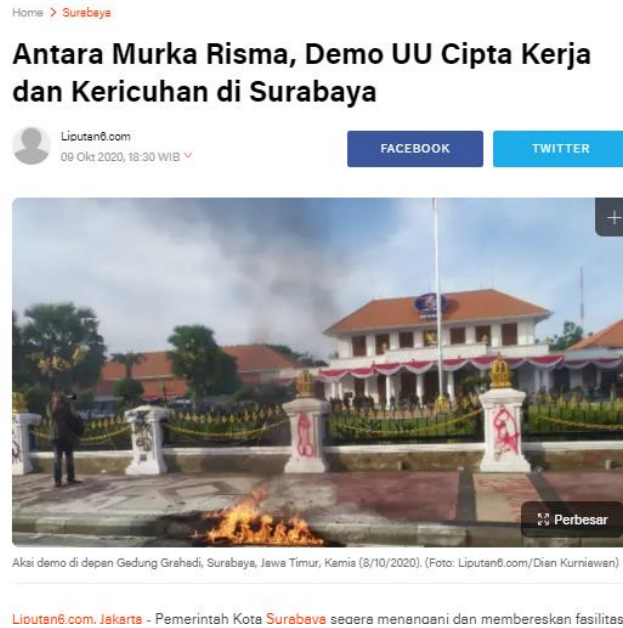 Home > Surabaya
Antara Murka Risma, Demo UU Cipta Kerja
dan Kericuhan di Surabaya
Liputan6.com
09 Okt 2020, 18:30 WIB
FACEBOOK
TWITTER
Perbesar
Aksi demo di depan Gedung Grahadi, Surabaya, Jawa Timur, Kamis (8/10/2020). (Foto: Liputan6.com/Dian Kurniawan)
Liputan6.com, Jakarta - Pemerintah Kota Surabaya segera menangani dan membereskan fasilitas